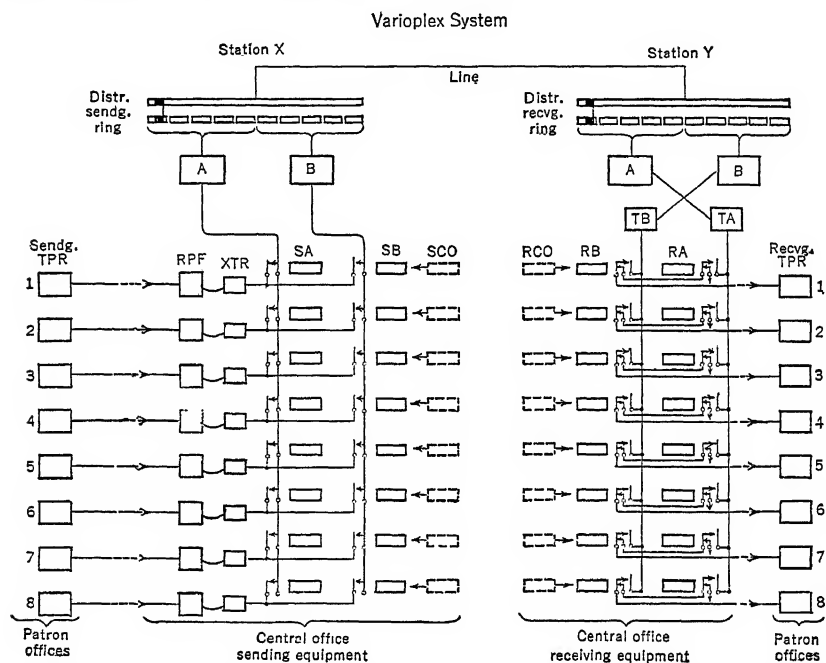 Varioplex System
Station X
Station Y
Line
Distr.
sendg.
ring
Distr.
recvg.
ring
A
B
A
B
TB
TA
Sendg.
TPR
RPF
XTR
SA
SB
SCO
RCO
RB
RA
Recvg.
TPR
1
1
2
2
3
3
4
4
5
5
6
6
7
7
8
8
Patron
offices
Central office
sending equipment
Central office
receiving equipment
Patron
offices